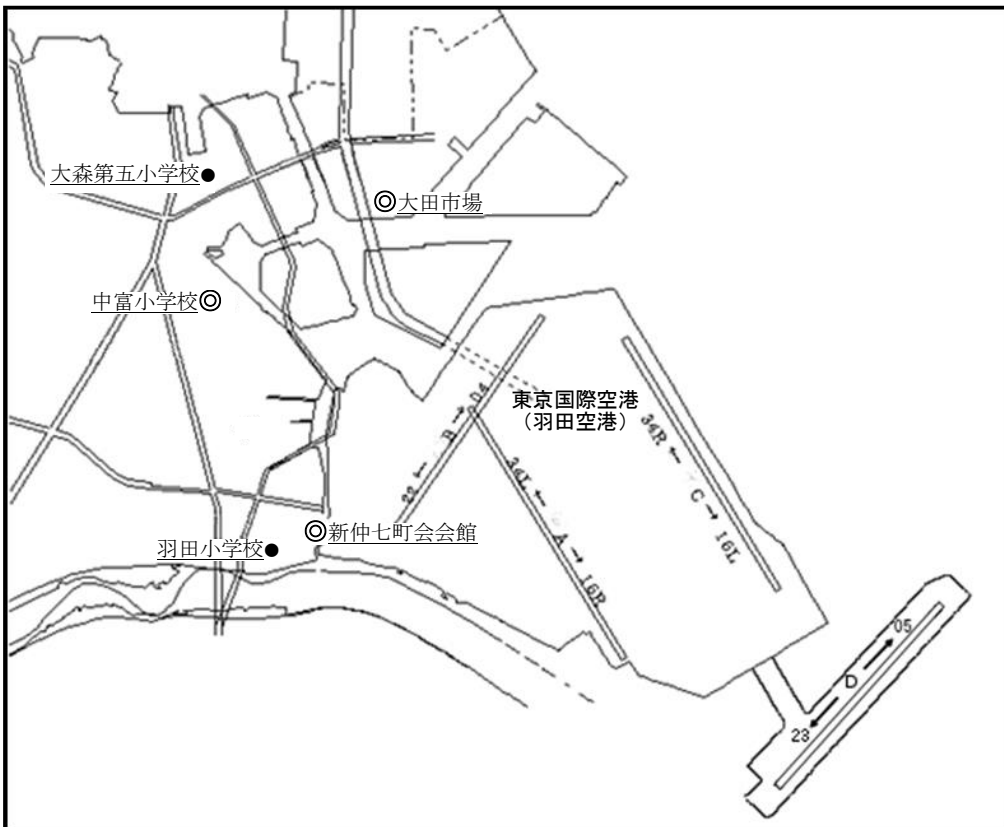 大森第五小学校
大田市場
中富小学校
東京国際空港
（羽田空港）
04
← B →
22
34R ← C → 16L
34L ← A → 16R
新仲七町会会館
羽田小学校
05
D
23